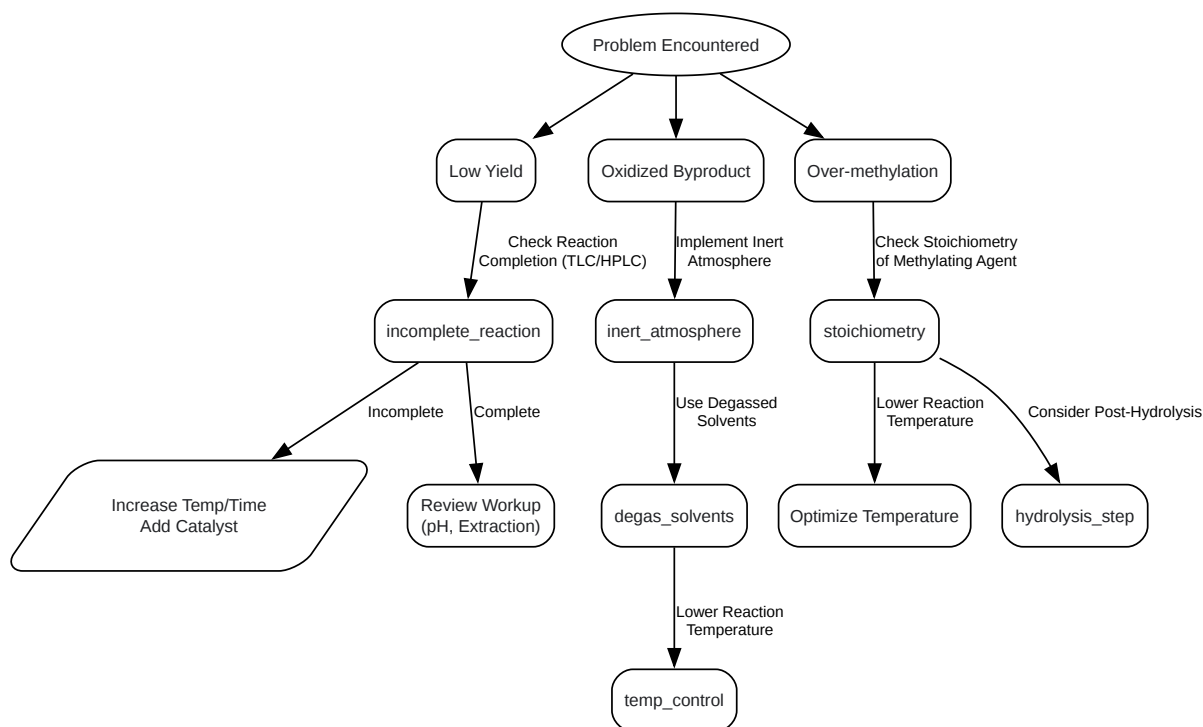 Problem Encountered
Low Yield
Oxidized Byproduct
Over-methylation
Check Reaction
Completion (TLC/HPLC)
Implement Inert
Atmosphere
Check Stoichiometry
of Methylating Agent
incomplete_reaction
inert_atmosphere
stoichiometry
Incomplete
Complete
Use Degassed
Solvents
Lower Reaction
Temperature
Consider Post-Hydrolysis
Increase Temp/Time
Add Catalyst
Review Workup
(pH, Extraction)
degas_solvents
Optimize Temperature
hydrolysis_step
Lower Reaction
Temperature
temp_control